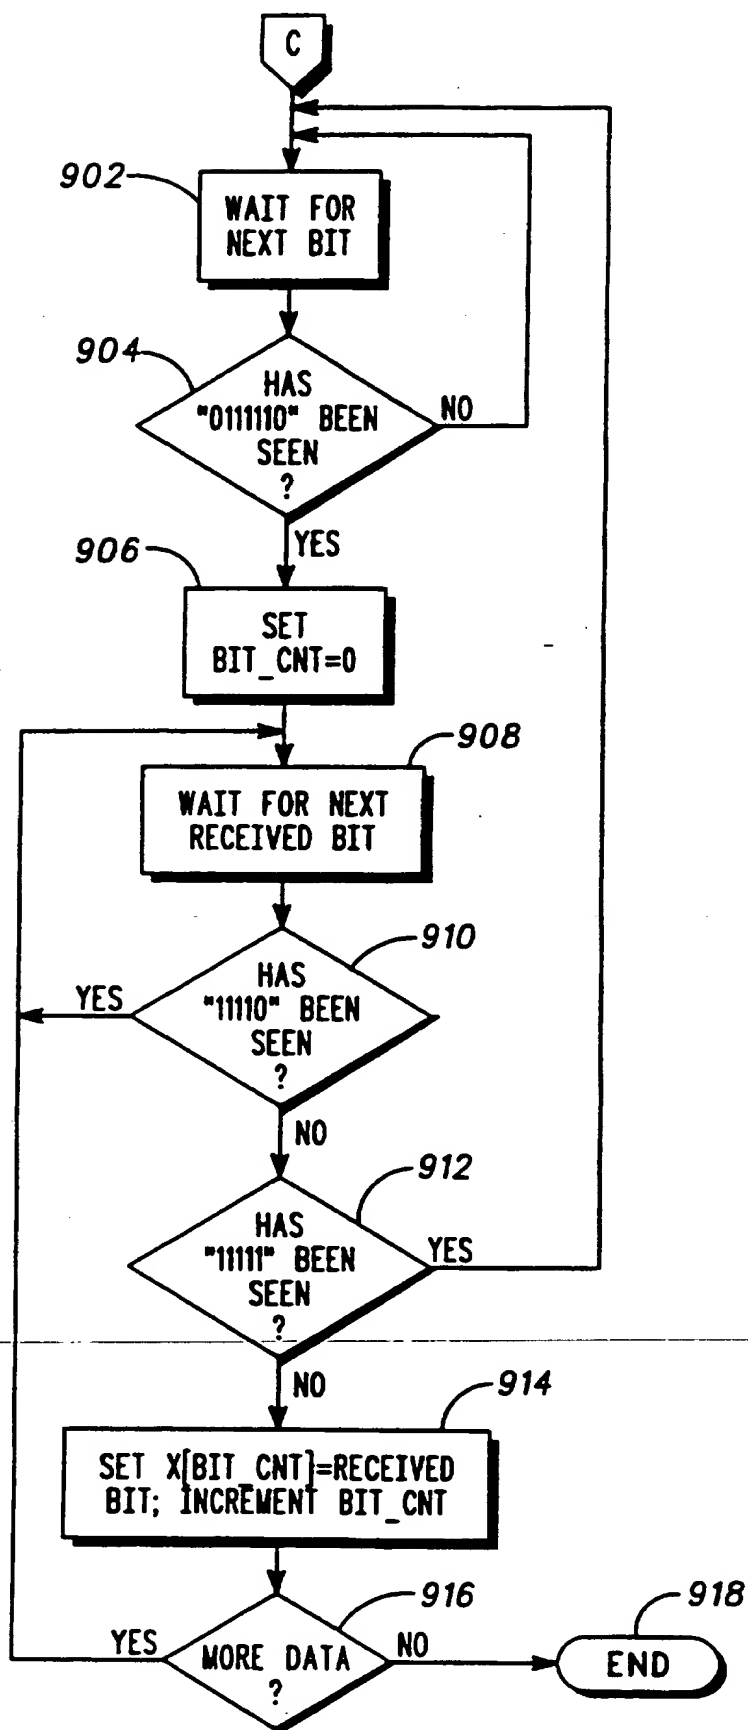 C
902
WAIT FOR
NEXT BIT
904
HAS
"0111110" BEEN
SEEN
?
NO
YES
906
SET
BIT_CNT=0
908
WAIT FOR NEXT
RECEIVED BIT
910
HAS
"11110" BEEN
SEEN
?
YES
NO
912
HAS
"11111" BEEN
SEEN
?
YES
NO
914
SET X[BIT_CNT]=RECEIVED
BIT; INCREMENT BIT_CNT
916
MORE DATA
?
YES
NO
918
END